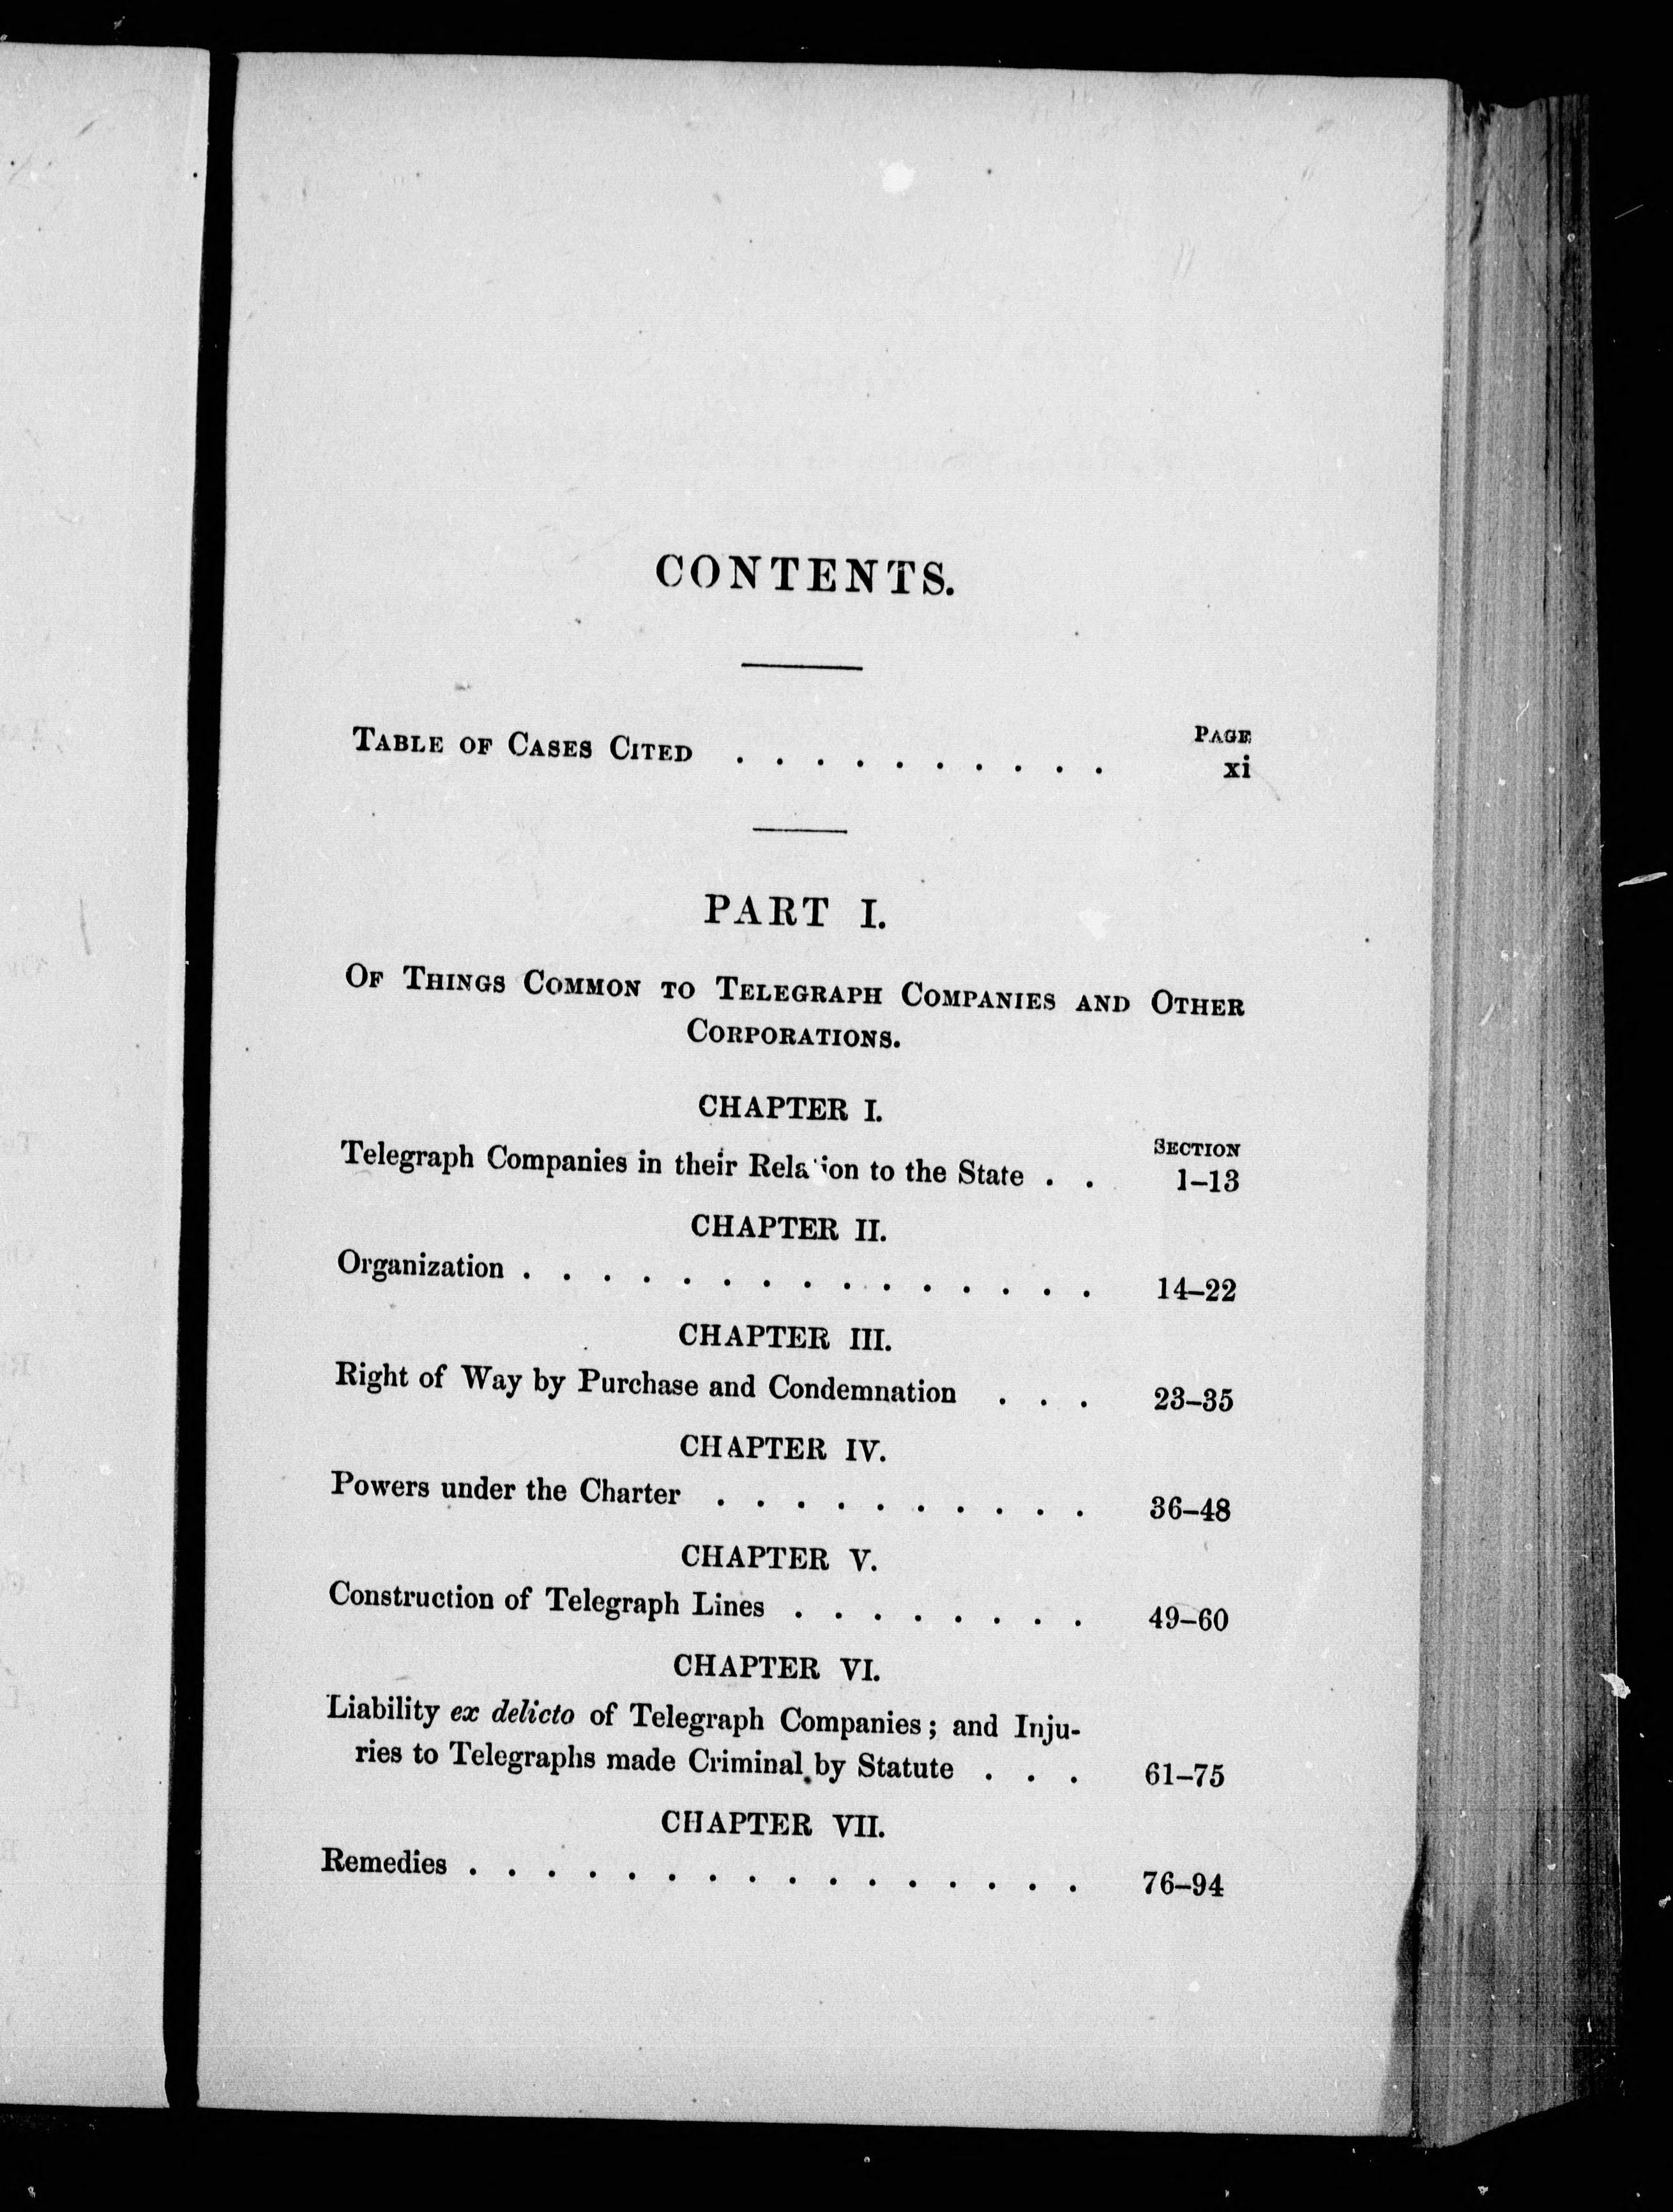 CONTENTS.
PAGE
TABLE OF CASES CITED . . . . . . . . . . xi
PART I.
OF THINGS COMMON TO TELEGRAPH COMPANIES AND OTHER
CORPORATIONS.
CHAPTER I.
SECTION
Telegraph Companies in their Relation to the State . . 1–13
CHAPTER II.
Organization . . . . . . . . . . . . . . . 14–22
CHAPTER III.
Right of Way by Purchase and Condemnation . . . 23–35
CHAPTER IV.
Powers under the Charter . . . . . . . . . . 36–48
CHAPTER V.
Construction of Telegraph Lines . . . . . . . . 49–60
CHAPTER VI.
Liability ex delicto of Telegraph Companies; and Inju-
ries to Telegraphs made Criminal by Statute . . . 61–75
CHAPTER VII.
Remedies . . . . . . . . . . . . . . . . 76–94